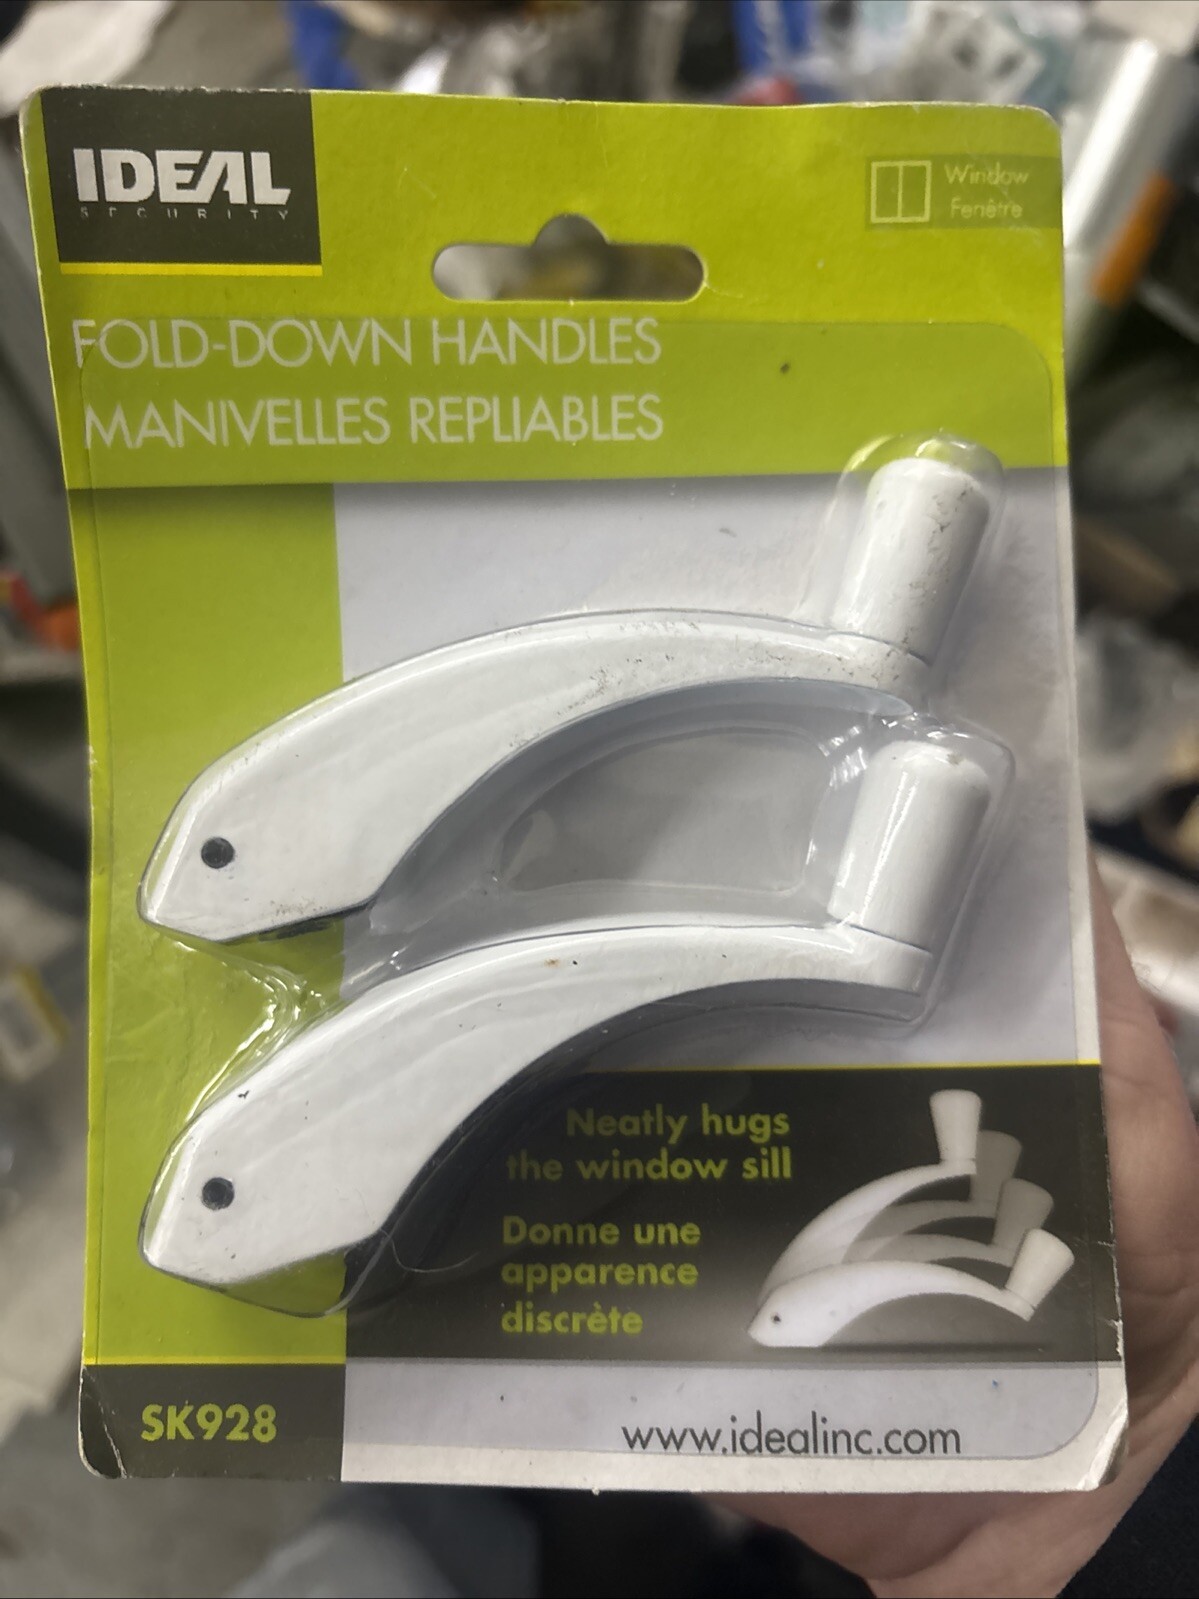 IDEAL
SECURITY
Window
Fenêtre
FOLD-DOWN HANDLES
MANIVELLES REPLIABLES
Neatly hugs
the window sill
Donne une
apparence
discrète
SK928
www.idealinc.com